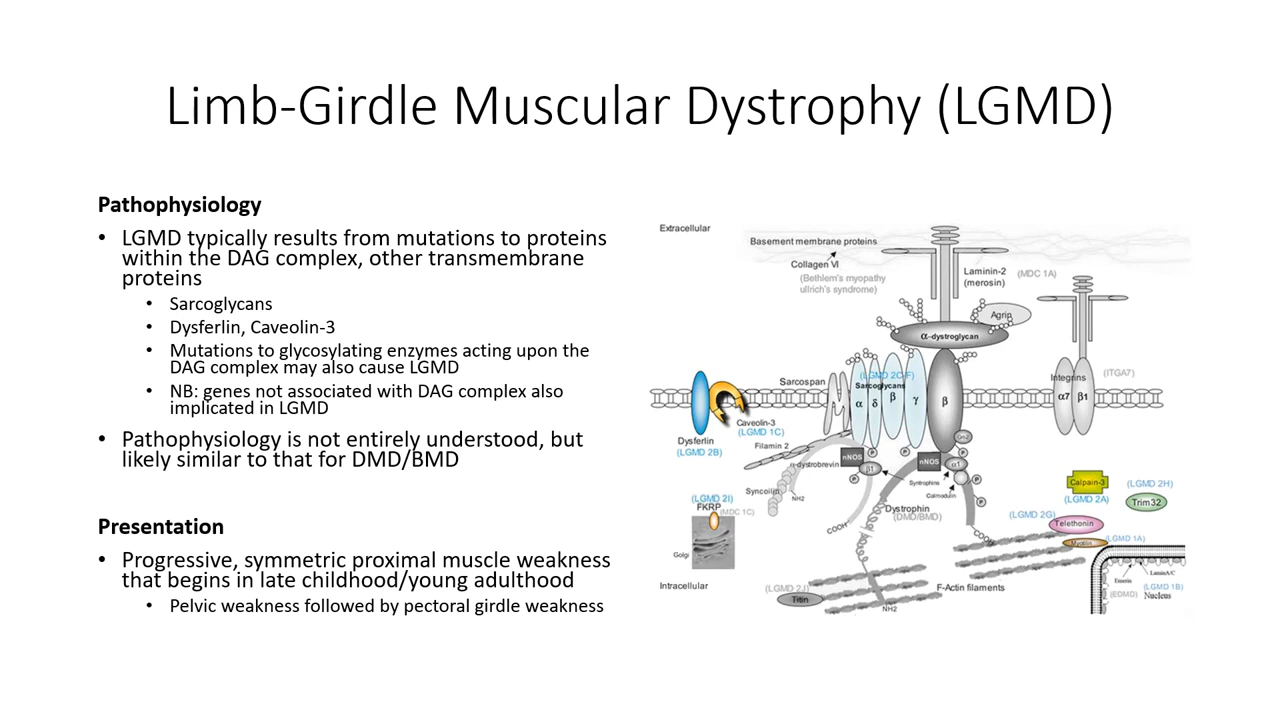 Limb-Girdle Muscular Dystrophy (LGMD)
Pathophysiology
• LGMD typically results from mutations to proteins
within the DAG complex, other transmembrane
proteins
• Sarcoglycans
• Dysferlin, Caveolin-3
• Mutations to glycosylating enzymes acting upon the
DAG complex may also cause LGMD
• NB: genes not associated with DAG complex also
implicated in LGMD
• Pathophysiology is not entirely understood, but
likely similar to that for DMD/BMD
Presentation
• Progressive, symmetric proximal muscle weakness
that begins in late childhood/young adulthood
• Pelvic weakness followed by pectoral girdle weakness
Extracellular
Basement membrane proteins
Collagen VI
(Bethlem's myopathy
ullrich's syndrome)
Laminin-2
(merosin)
(MDC 1A)
Agrin
α-dystroglycan
Sarcospan
(LGMD 2C-F)
Sarcoglycans
α
δ
β
γ
β
Integrins
α7
β1
(ITGA7)
Caveolin-3
(LGMD 1C)
Dysferlin
(LGMD 2B)
Filamin 2
α-dystrobrevin
nNOS
β1
P
P
P
nNOS
α1
Grb2
P
P
P
Syntrophins
Calmodulin
Syncoilin
NH2
COOH
Dystrophin
(DMD/BMD)
COOH
(LGMD 2I)
FKRP
(MDC 1C)
Golgi
Calpain-3
(LGMD 2A)
(LGMD 2H)
Trim32
(LGMD 2G)
Telethonin
Myotilin
(LGMD 1A)
Intracellular
(LGMD 2J)
Titin
F-Actin filaments
NH2
Emerin
(EDMD)
LaminA/C
(LGMD 1B)
Nucleus